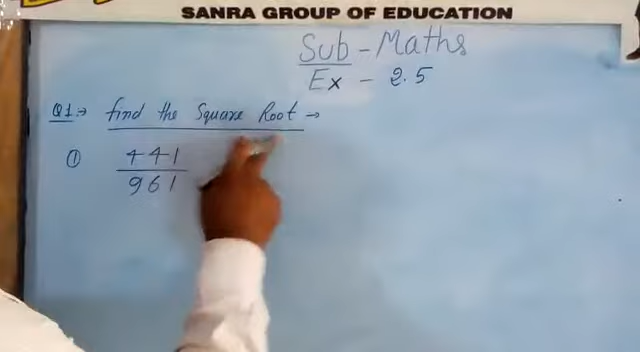 SANRA GROUP OF EDUCATION
Sub - Maths
Ex - 2.5
Q1→ find the Square Root →
① 441
961